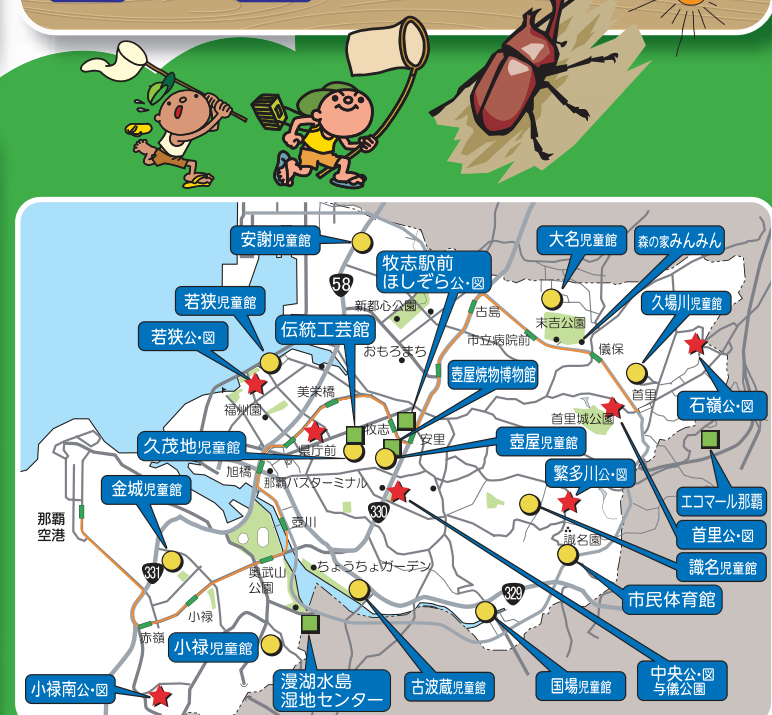 安謝児童館
大名児童館
森の家みんみん
牧志駅前
ほしぞら公・図
58
若狭児童館
新都心公園
古島
末吉公園
久場川児童館
伝統工芸館
若狭公・図
市立病院前
儀保
おもろまち
壺屋焼物博物館
美栄橋
首里
石嶺公・図
福州園
首里城公園
牧志
安里
久茂地児童館
県庁前
壺屋児童館
旭橋
那覇バスターミナル
繁多川公・図
金城児童館
エコマール那覇
那覇
空港
330
壺川
首里公・図
識名園
331
奥武山
公園
ちょうちょガーデン
識名児童館
329
市民体育館
小禄
赤嶺
小禄児童館
小禄南公・図
漫湖水鳥
湿地センター
古波蔵児童館
国場児童館
中央公・図
与儀公園